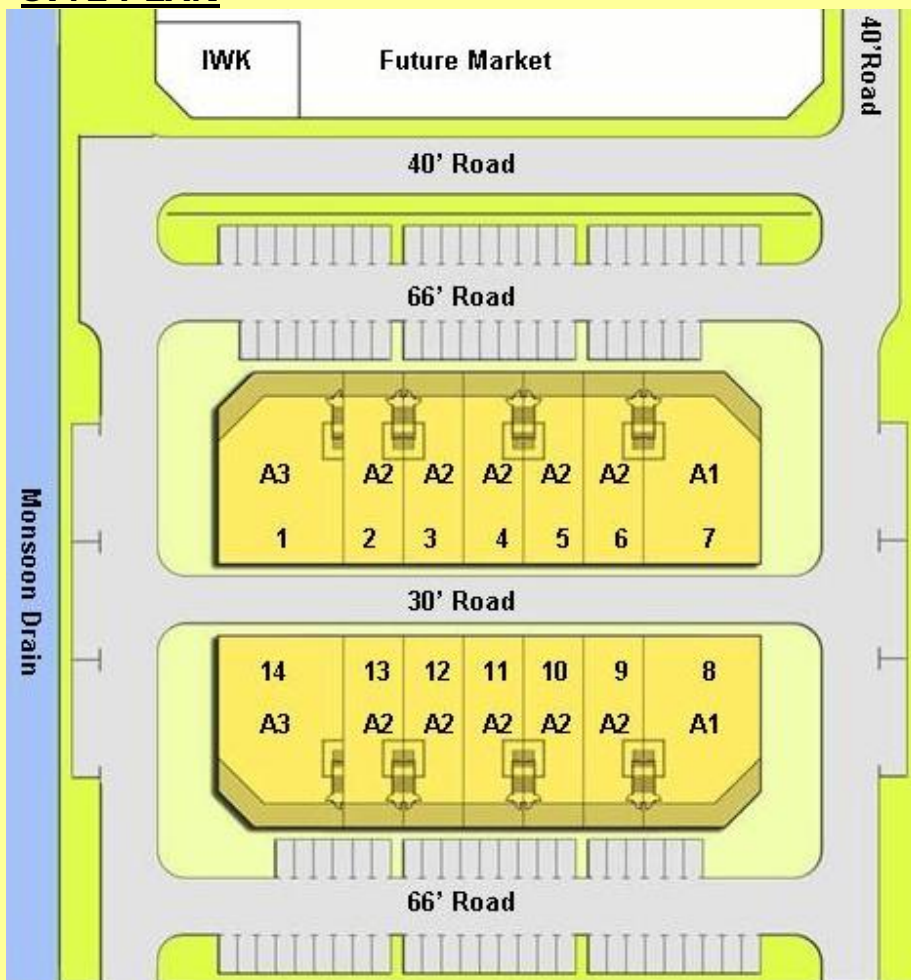 SITE PLAN
IWK Future Market
40'Road
40' Road
66' Road
A3 A2 A2 A2 A2 A2 A1
1 2 3 4 5 6 7
Monsoon Drain
30' Road
14 13 12 11 10 9 8
A3 A2 A2 A2 A2 A2 A1
66' Road